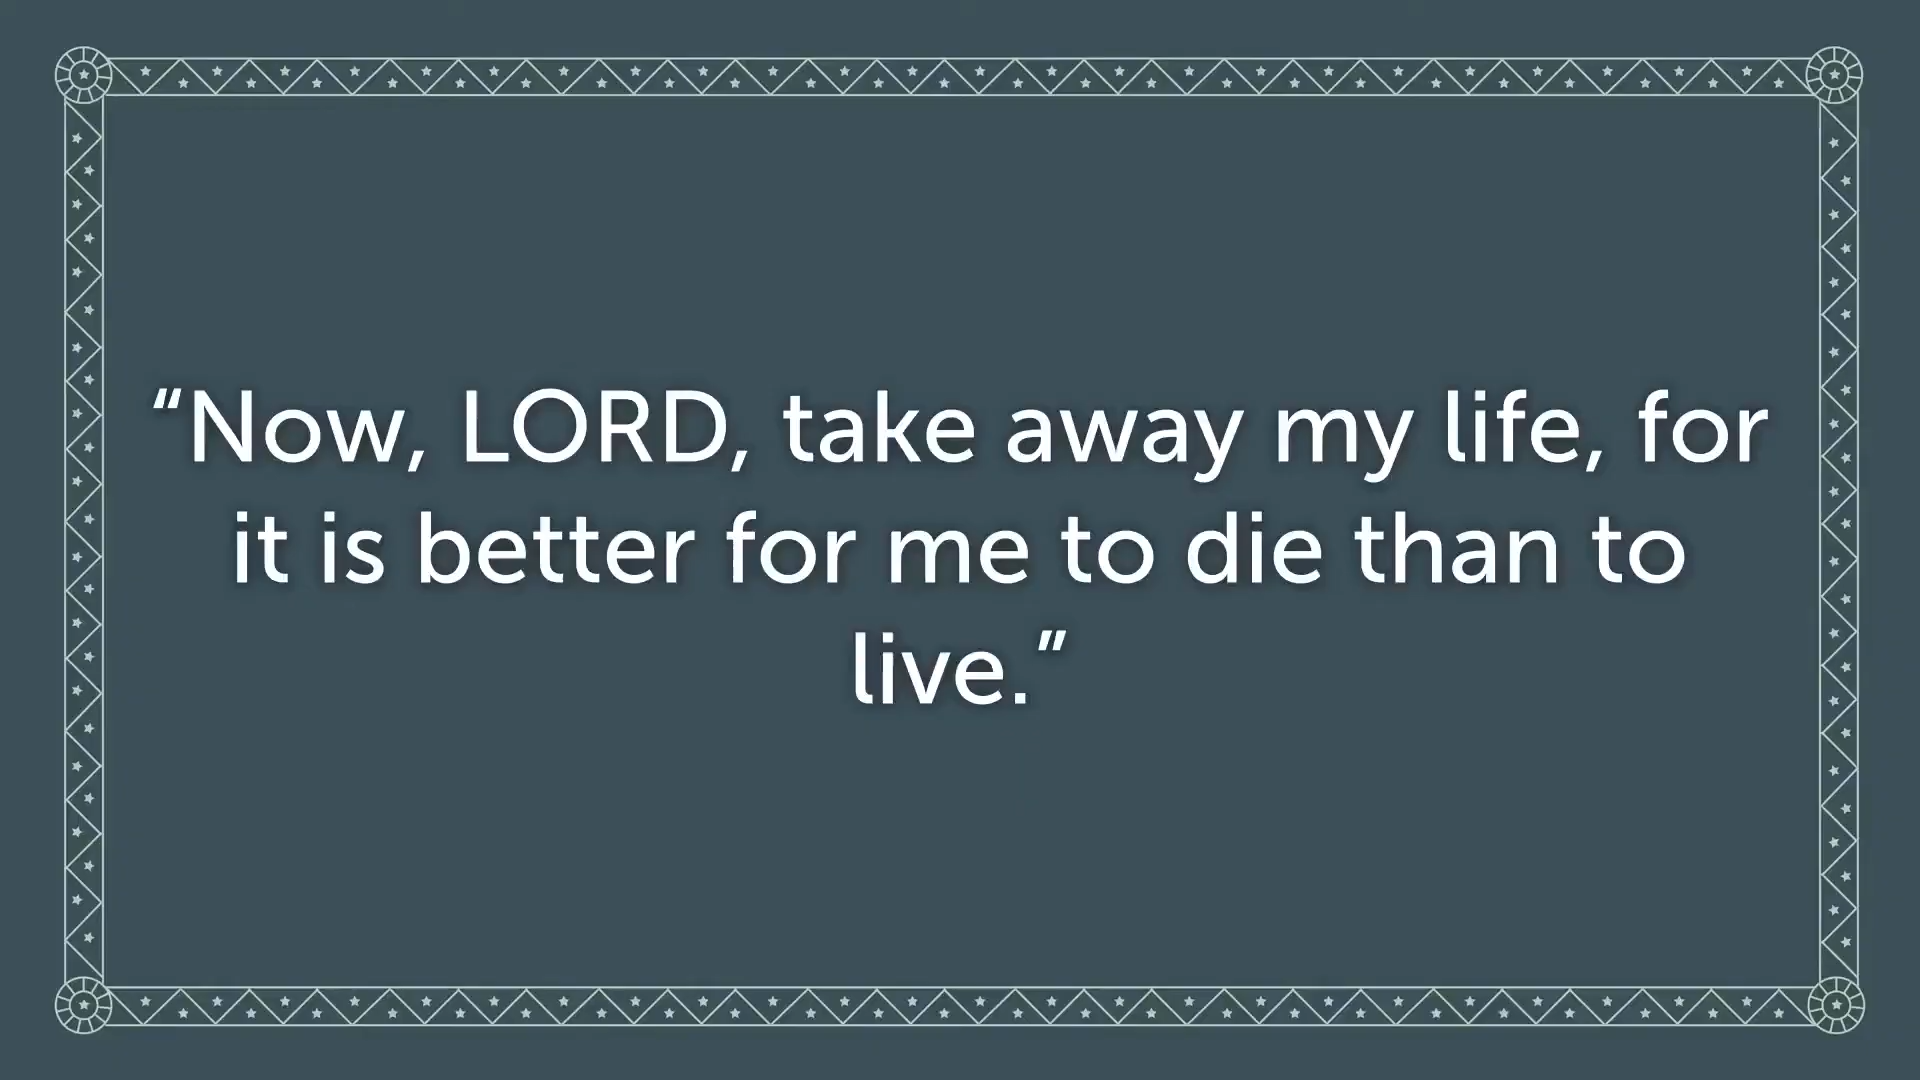 “Now, LORD, take away my life, for
it is better for me to die than to
live.”